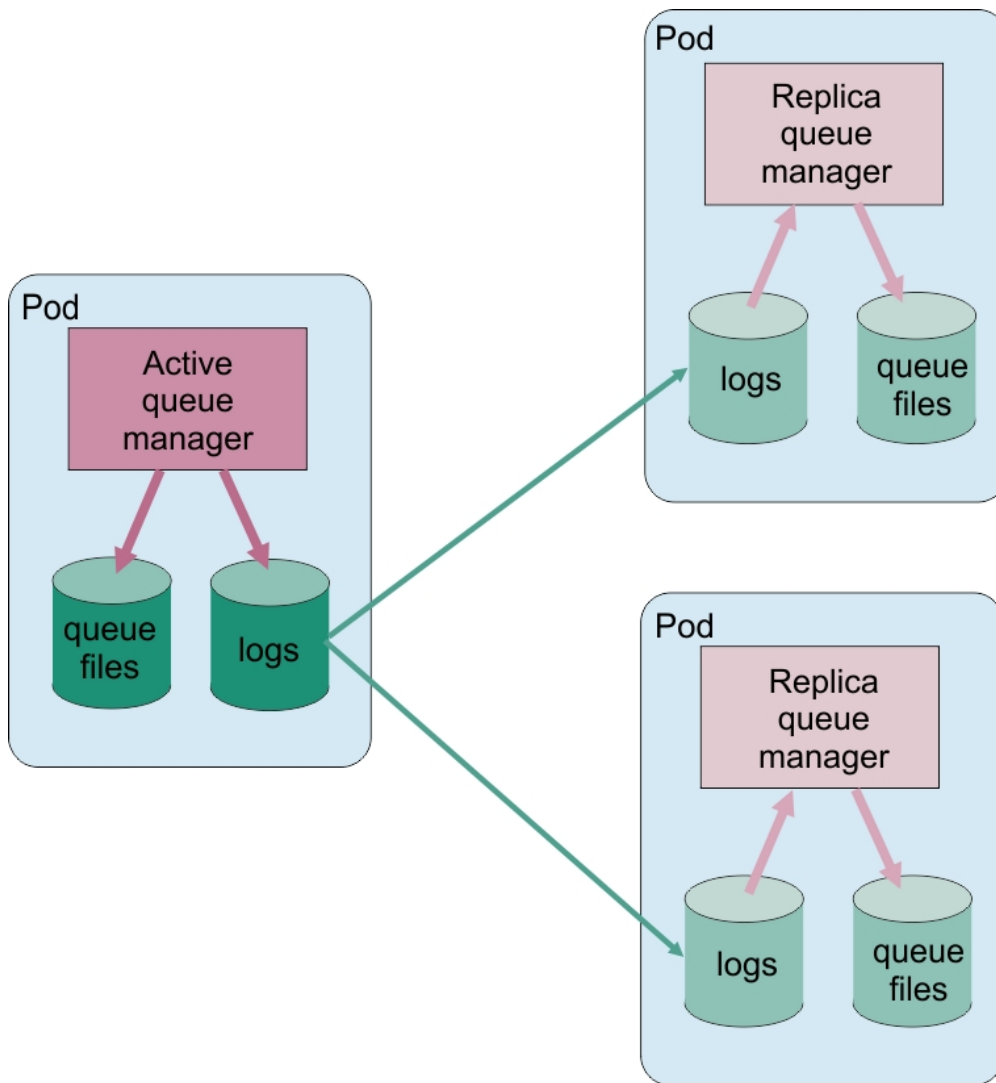 Pod
Active
queue
manager
queue
files
logs
Pod
Replica
queue
manager
logs
queue
files
Pod
Replica
queue
manager
logs
queue
files